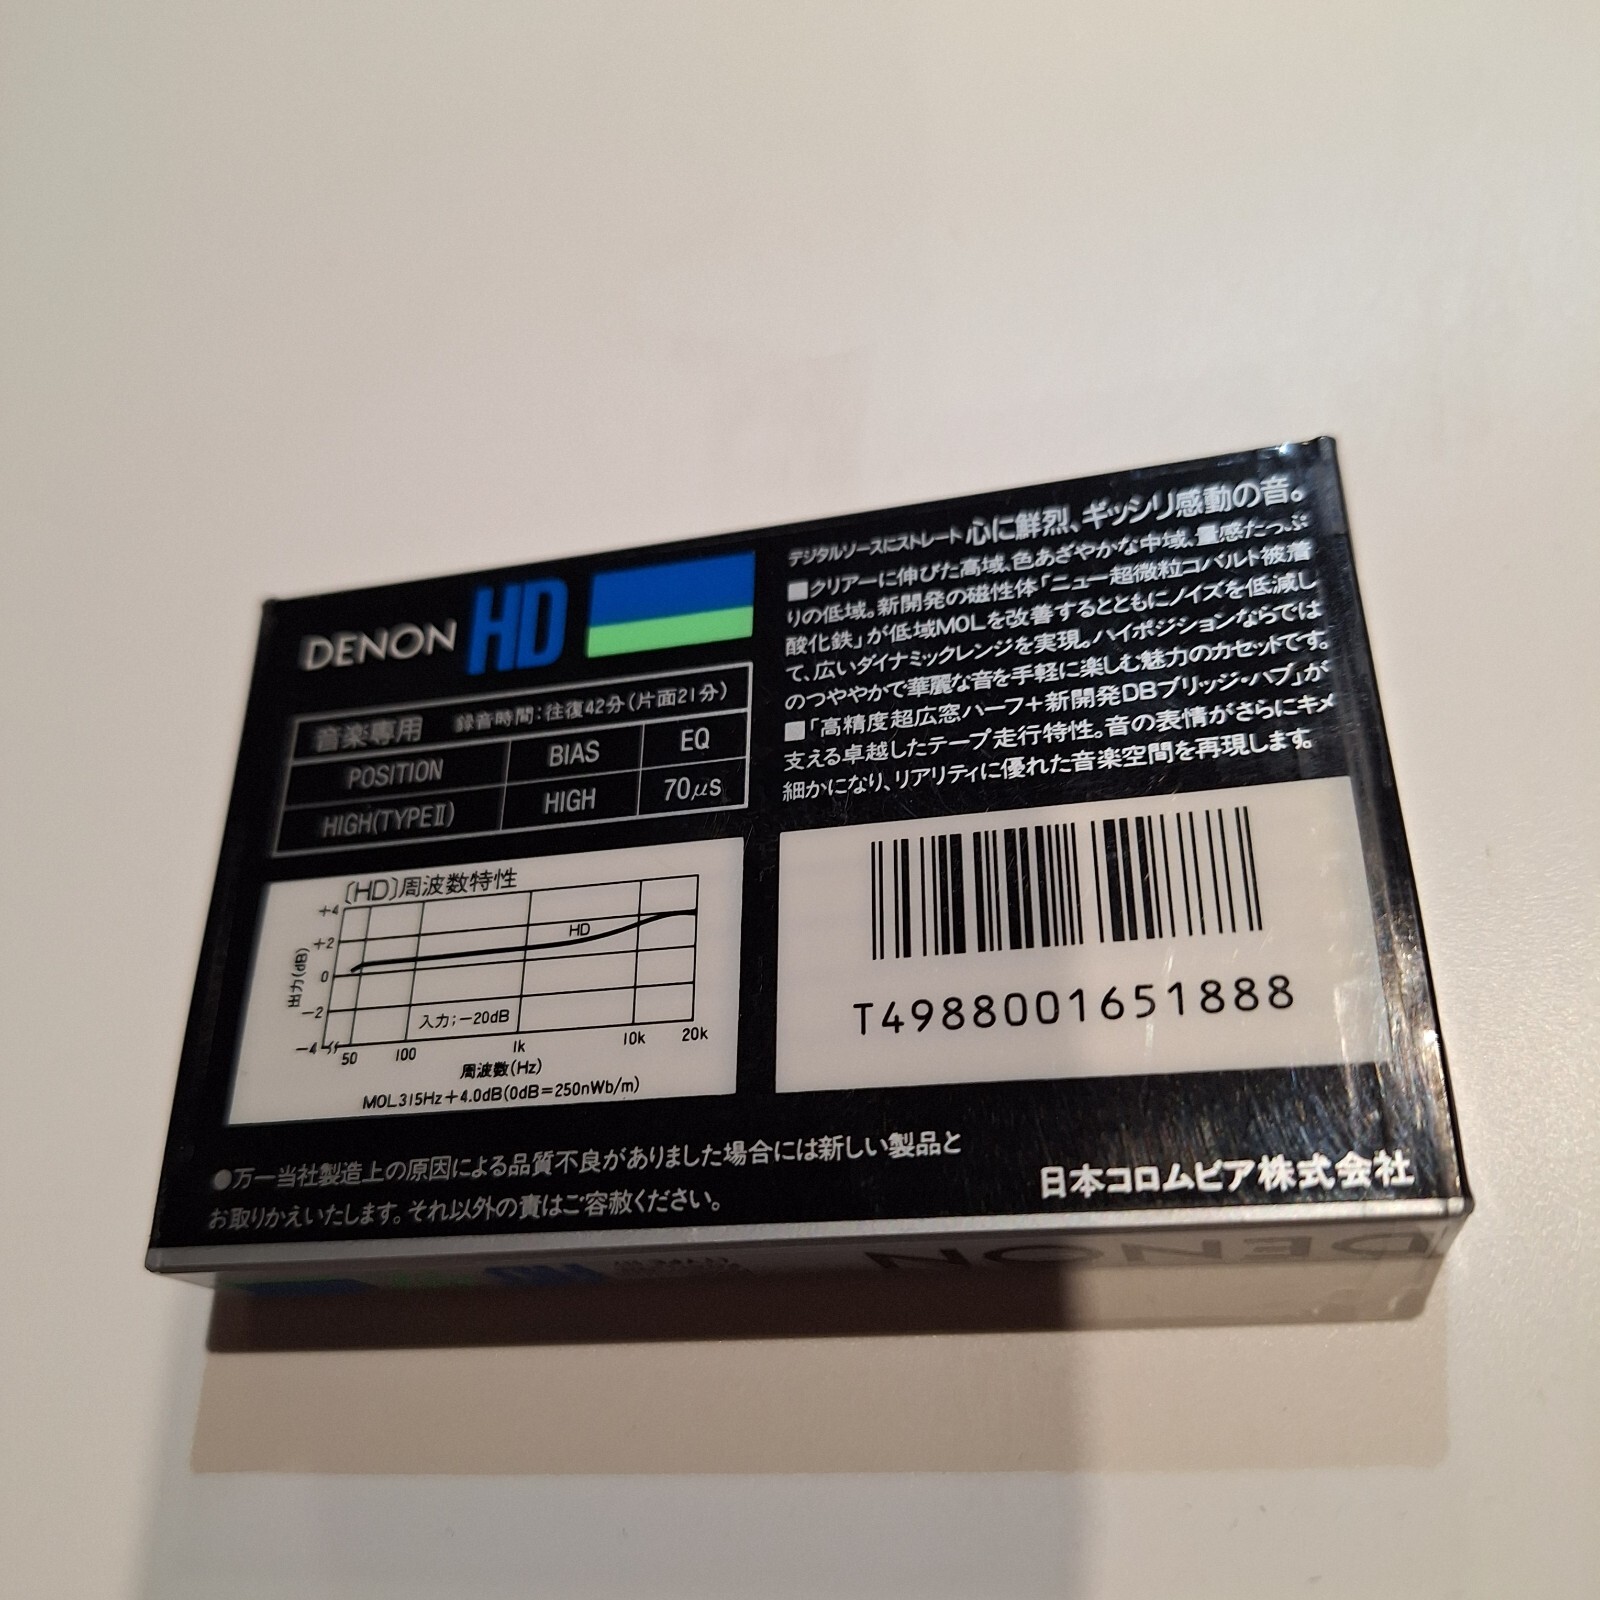 DENON HD
音楽専用 録音時間:往復42分(片面21分)
POSITION BIAS EQ
HIGH(TYPEⅡ) HIGH 70μs
〔HD〕周波数特性
+4
+2
0
-2
-4
出力(dB)
HD
入力;-20dB
50 100 1k 10k 20k
周波数(Hz)
MOL315Hz+4.0dB(0dB=250nWb/m)
デジタルソースにストレート 心に鮮烈、ギッシリ感動の音。
■クリアーに伸びた高域、色あざやかな中域、量感たっぷ
りの低域。新開発の磁性体「ニュー超微粒コバルト被着
酸化鉄」が低域MOLを改善するとともにノイズを低減し
て、広いダイナミックレンジを実現。ハイポジションならでは
のつややかで華麗な音を手軽に楽しむ魅力のカセットです。
■「高精度超広窓ハーフ+新開発DBブリッジ・ハブ」が
支える卓越したテープ走行特性。音の表情がさらにキメ
細かになり、リアリティに優れた音楽空間を再現します。
T4988001651888
●万一当社製造上の原因による品質不良がありました場合には新しい製品と
お取りかえいたします。それ以外の責はご容赦ください。
日本コロムビア株式会社
DENON
HD